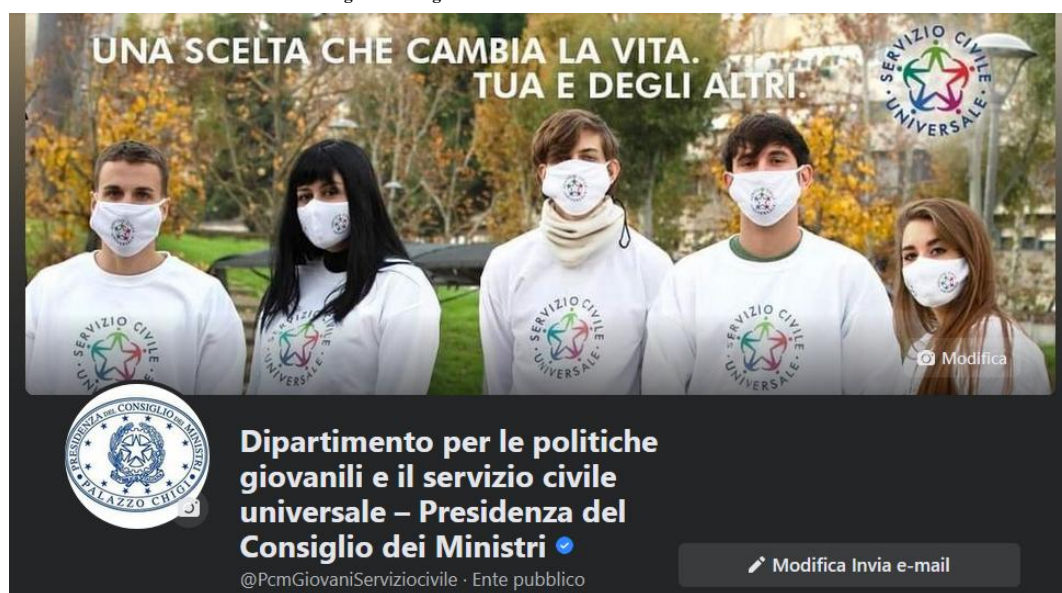 UNA SCELTA CHE CAMBIA LA VITA.
TUA E DEGLI ALTRI.
SERVIZIO CIVILE
UNIVERSALE
SERVIZIO CIVILE
UNIVERSALE
SERVIZIO CIVILE
UNIVERSALE
SERVIZIO CIVILE
UNIVERSALE
SERVIZIO CIVILE
UNIVERSALE
Modifica
PRESIDENZA DEL CONSIGLIO DEI MINISTRI
PALAZZO CHIGI
Dipartimento per le politiche
giovanili e il servizio civile
universale – Presidenza del
Consiglio dei Ministri
@PcmGiovaniServiziocivile · Ente pubblico
Modifica Invia e-mail